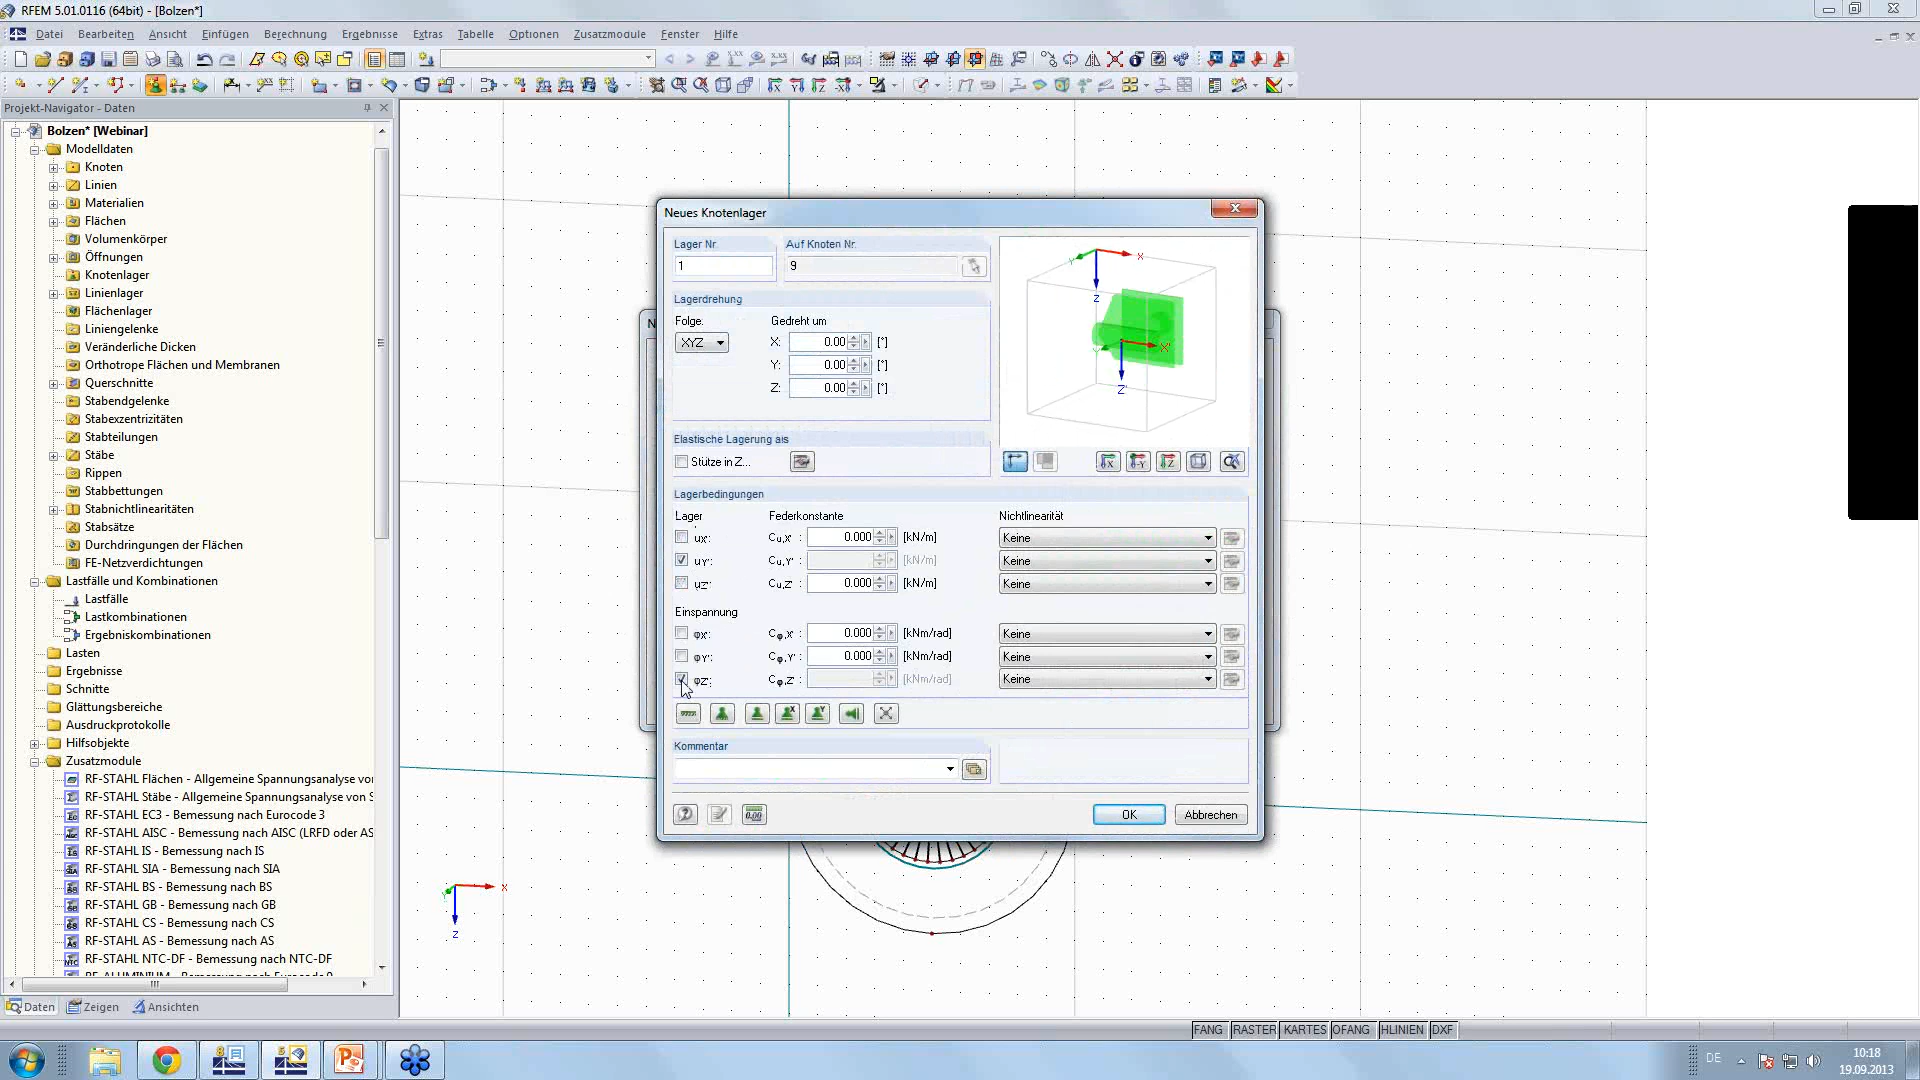 RFEM 5.01.0116 (64bit) - [Bolzen*]
Datei Bearbeiten Ansicht Einfügen Berechnung Ergebnisse Extras Tabelle Optionen Zusatzmodule Fenster Hilfe
Projekt-Navigator - Daten
Bolzen* [Webinar]
Modelldaten
Knoten
Linien
Materialien
Flächen
Volumenkörper
Öffnungen
Knotenlager
Linienlager
Flächenlager
Liniengelenke
Veränderliche Dicken
Orthotrope Flächen und Membranen
Querschnitte
Stabendgelenke
Stabexzentrizitäten
Stabteilungen
Stäbe
Rippen
Stabbettungen
Stabnichtlinearitäten
Stabsätze
Durchdringungen der Flächen
FE-Netzverdichtungen
Lastfälle und Kombinationen
Lastfälle
Lastkombinationen
Ergebniskombinationen
Lasten
Ergebnisse
Schnitte
Glättungsbereiche
Ausdruckprotokolle
Hilfsobjekte
Zusatzmodule
RF-STAHL Flächen - Allgemeine Spannungsanalyse vo
RF-STAHL Stäbe - Allgemeine Spannungsanalyse von S
RF-STAHL EC3 - Bemessung nach Eurocode 3
RF-STAHL AISC - Bemessung nach AISC (LRFD oder AS
RF-STAHL IS - Bemessung nach IS
RF-STAHL SIA - Bemessung nach SIA
RF-STAHL BS - Bemessung nach BS
RF-STAHL GB - Bemessung nach GB
RF-STAHL CS - Bemessung nach CS
RF-STAHL AS - Bemessung nach AS
RF-STAHL NTC-DF - Bemessung nach NTC-DF
RF-ALUMINIUM - Bemessung nach Eurocode 9
Daten Zeigen Ansichten
Neues Knotenlager
Lager Nr. Auf Knoten Nr.
1 9
Lagerdrehung
Folge: Gedreht um
XYZ X: 0.00 [°]
Y: 0.00 [°]
Z: 0.00 [°]
Elastische Lagerung als
Stütze in Z...
Y X
Z
X'
Z'
Lagerbedingungen
Lager Federkonstante Nichtlinearität
uX': Cu,X' : 0.000 [kN/m] Keine
uY': Cu,Y' : [kN/m] Keine
uZ': Cu,Z' : 0.000 [kN/m] Keine
Einspannung
φX': Cφ,X' : 0.000 [kNm/rad] Keine
φY': Cφ,Y' : 0.000 [kNm/rad] Keine
φZ': Cφ,Z' : [kNm/rad] Keine
Kommentar
OK Abbrechen
Y X
Z
FANG RASTER KARTES OFANG HLINIEN DXF
DE 10:18
19.09.2013